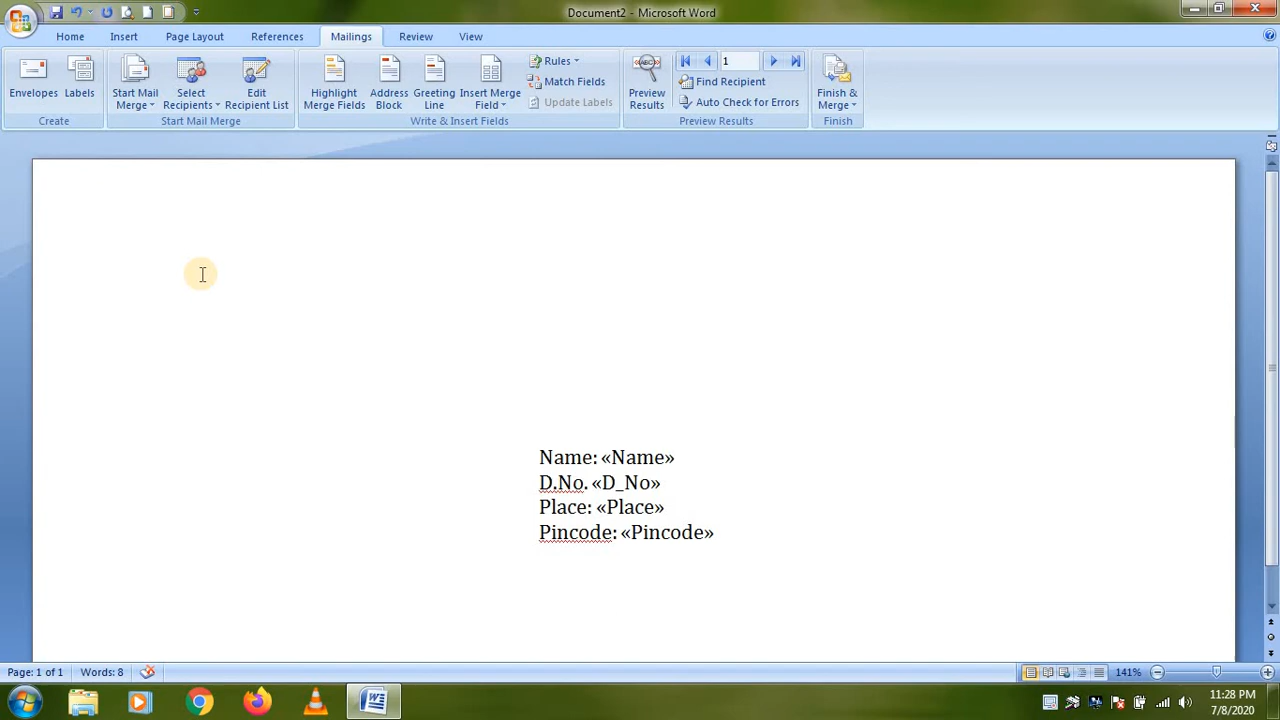 Document2 - Microsoft Word
Home Insert Page Layout References Mailings Review View
Envelopes
Labels
Create
Start Mail Merge
Select Recipients
Edit Recipient List
Start Mail Merge
Highlight Merge Fields
Address Block
Greeting Line
Insert Merge Field
Rules
Match Fields
Update Labels
Write & Insert Fields
ABC
Preview Results
1
Find Recipient
Auto Check for Errors
Preview Results
Finish & Merge
Finish
Name: «Name»
D.No. «D_No»
Place: «Place»
Pincode: «Pincode»
Page: 1 of 1 Words: 8 141%
11:28 PM
7/8/2020